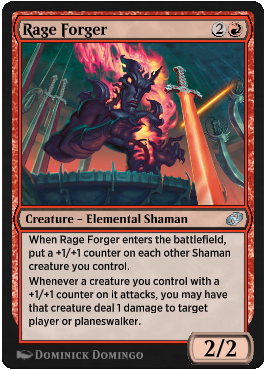 Rage Forger 2
Creature – Elemental Shaman
When Rage Forger enters the battlefield,
put a +1/+1 counter on each other Shaman
creature you control.
Whenever a creature you control with a
+1/+1 counter on it attacks, you may have
that creature deal 1 damage to target
player or planeswalker.
2/2
DOMINICK DOMINGO